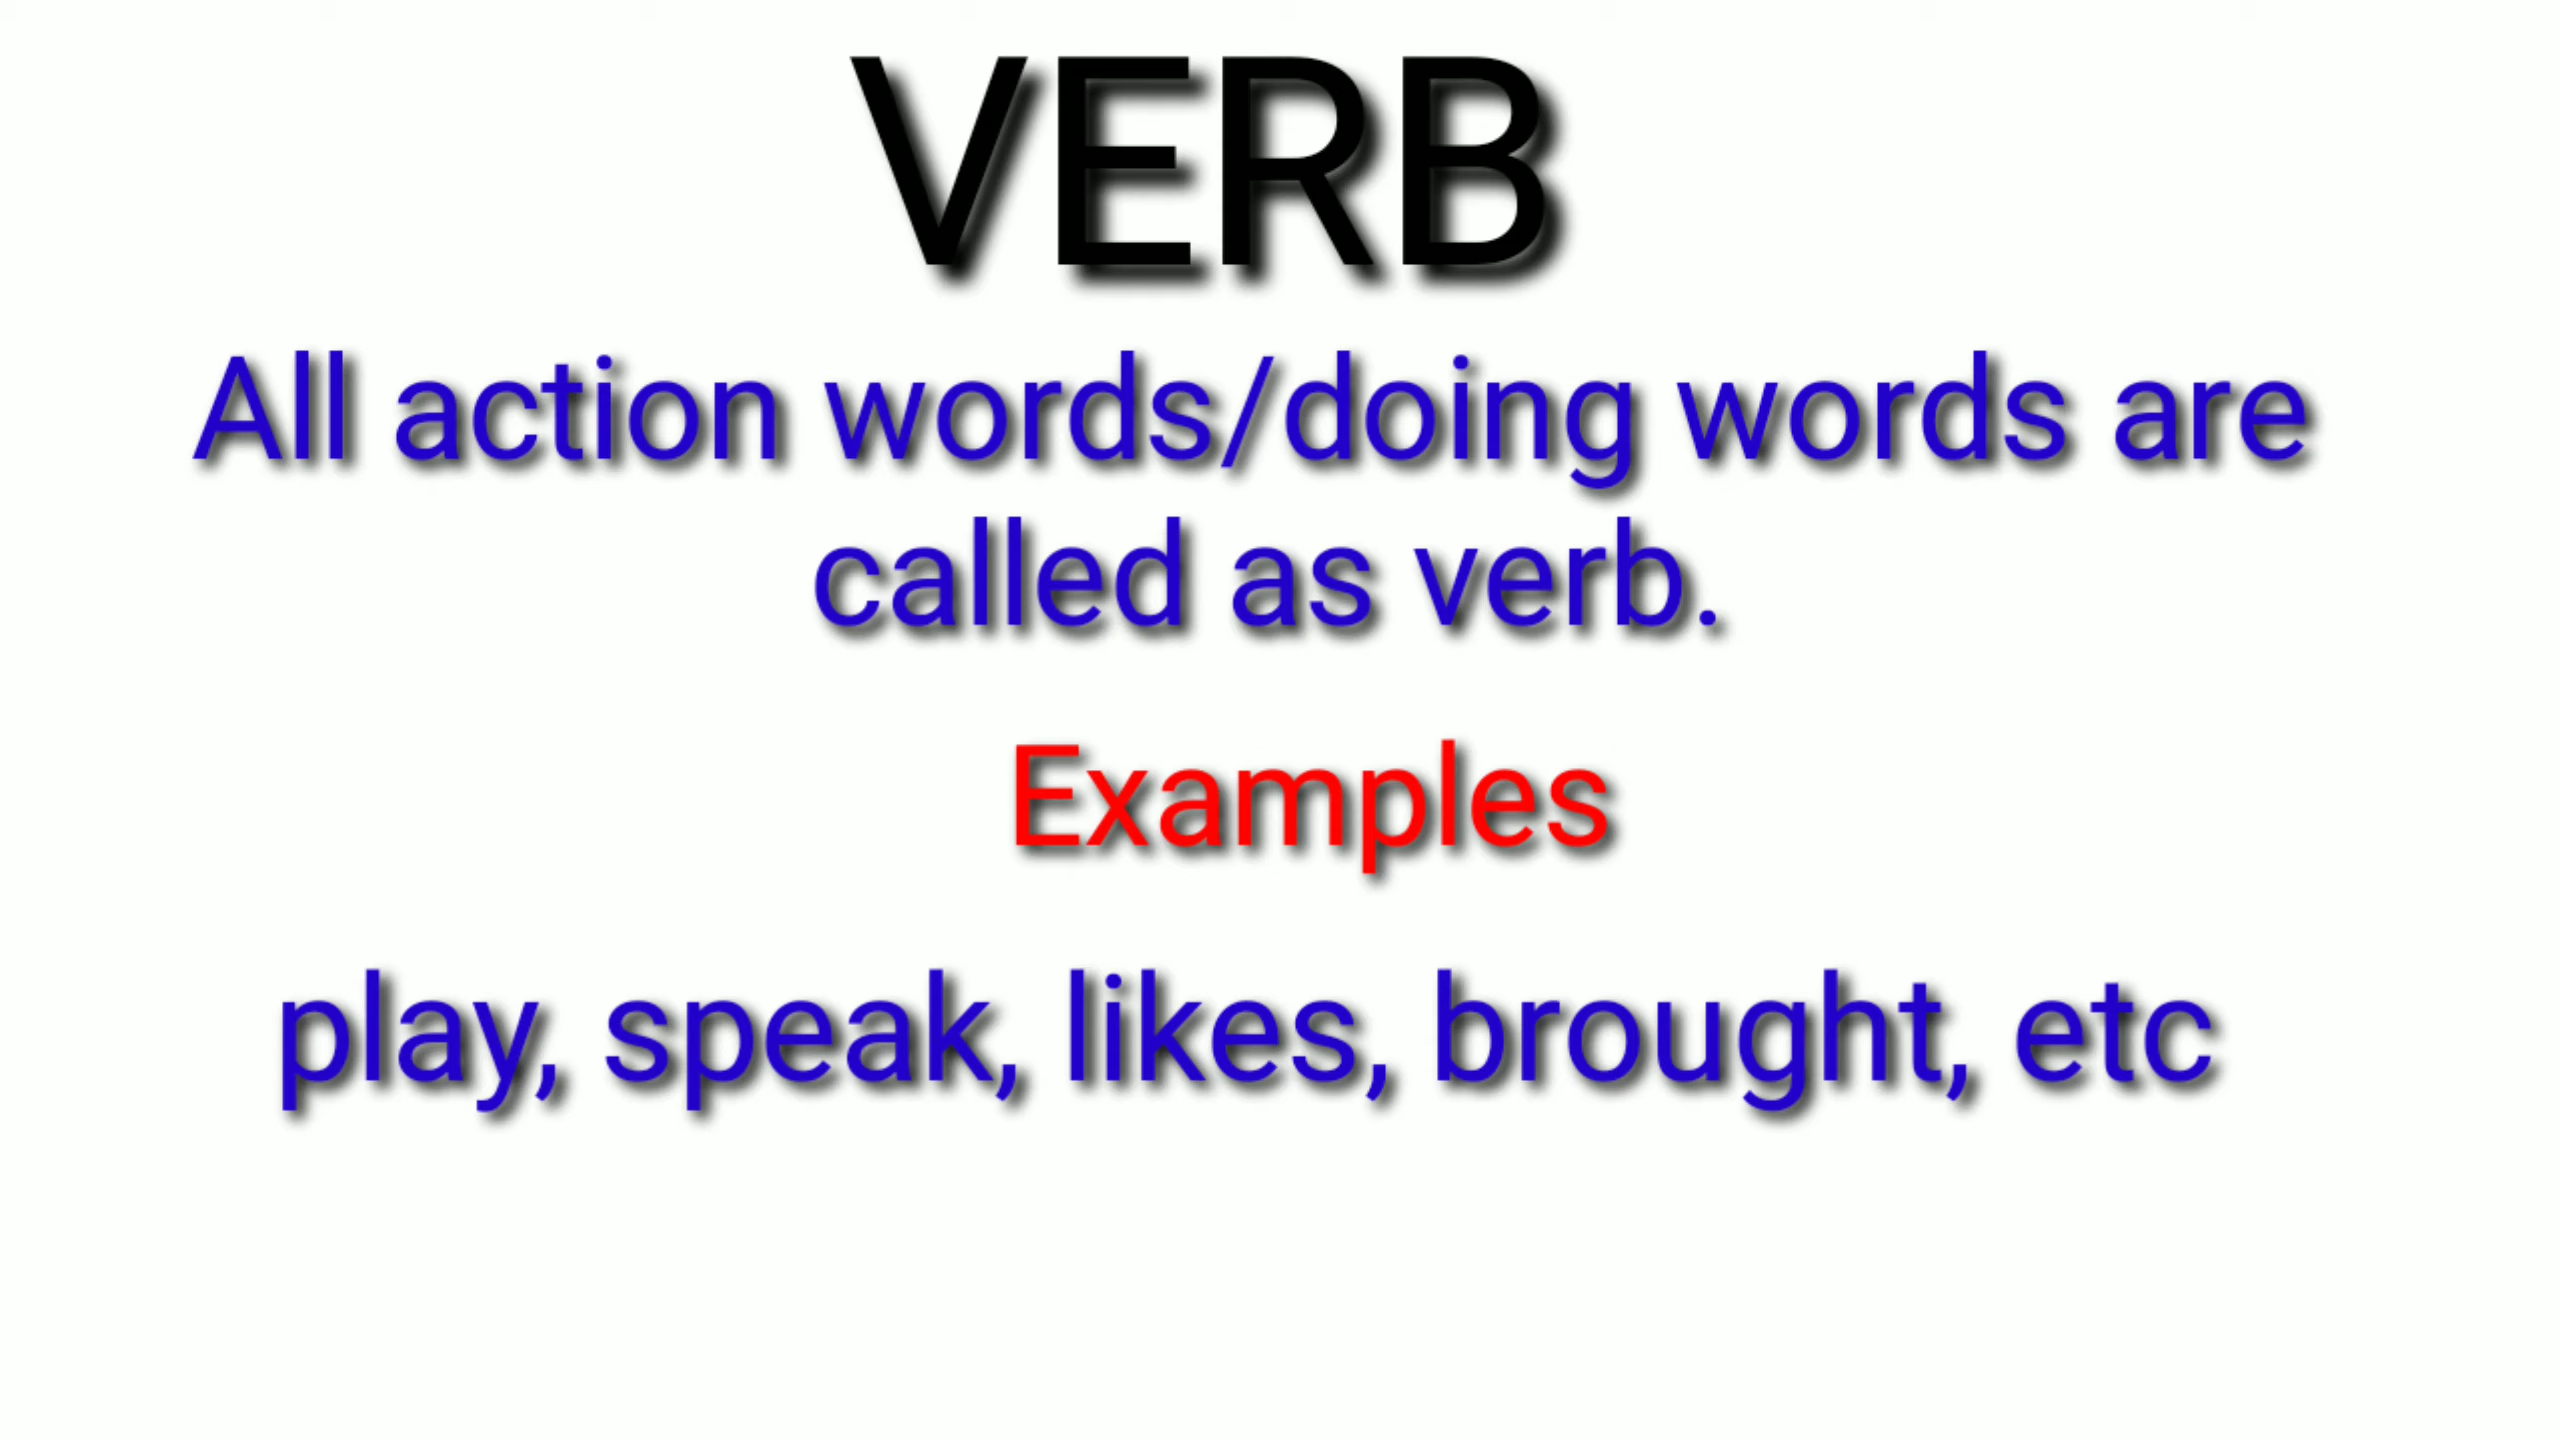 VERB
All action words/doing words are
called as verb.
Examples
play, speak, likes, brought, etc